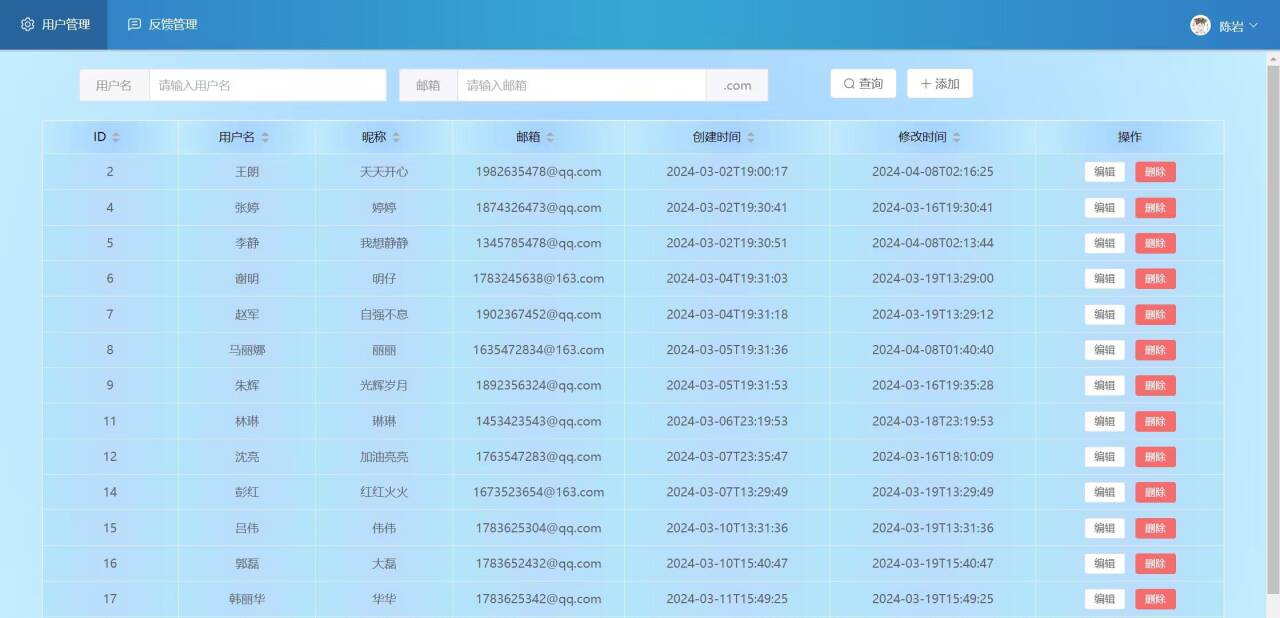 用户管理 反馈管理 陈岩
用户名 请输入用户名 邮箱 请输入邮箱 .com 查询 添加
ID 用户名 昵称 邮箱 创建时间 修改时间 操作
2 王朗 天天开心 1982635478@qq.com 2024-03-02T19:00:17 2024-04-08T02:16:25 编辑 删除
4 张婷 婷婷 1874326473@qq.com 2024-03-02T19:30:41 2024-03-16T19:30:41 编辑 删除
5 李静 我想静静 1345785478@qq.com 2024-03-02T19:30:51 2024-04-08T02:13:44 编辑 删除
6 谢明 明仔 1783245638@163.com 2024-03-04T19:31:03 2024-03-19T13:29:00 编辑 删除
7 赵军 自强不息 1902367452@qq.com 2024-03-04T19:31:18 2024-03-19T13:29:12 编辑 删除
8 马丽娜 丽丽 1635472834@163.com 2024-03-05T19:31:36 2024-04-08T01:40:40 编辑 删除
9 朱辉 光辉岁月 1892356324@qq.com 2024-03-05T19:31:53 2024-03-16T19:35:28 编辑 删除
11 林琳 琳琳 1453423543@qq.com 2024-03-06T23:19:53 2024-03-18T23:19:53 编辑 删除
12 沈亮 加油亮亮 1763547283@qq.com 2024-03-07T23:35:47 2024-03-16T18:10:09 编辑 删除
14 彭红 红红火火 1673523654@163.com 2024-03-07T13:29:49 2024-03-19T13:29:49 编辑 删除
15 吕伟 伟伟 1783625304@qq.com 2024-03-10T13:31:36 2024-03-19T13:31:36 编辑 删除
16 郭磊 大磊 1783652432@qq.com 2024-03-10T15:40:47 2024-03-19T15:40:47 编辑 删除
17 韩丽华 华华 1783625342@qq.com 2024-03-11T15:49:25 2024-03-19T15:49:25 编辑 删除